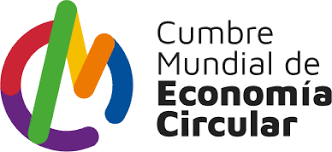 Cumbre
Mundial de
Economía
Circular